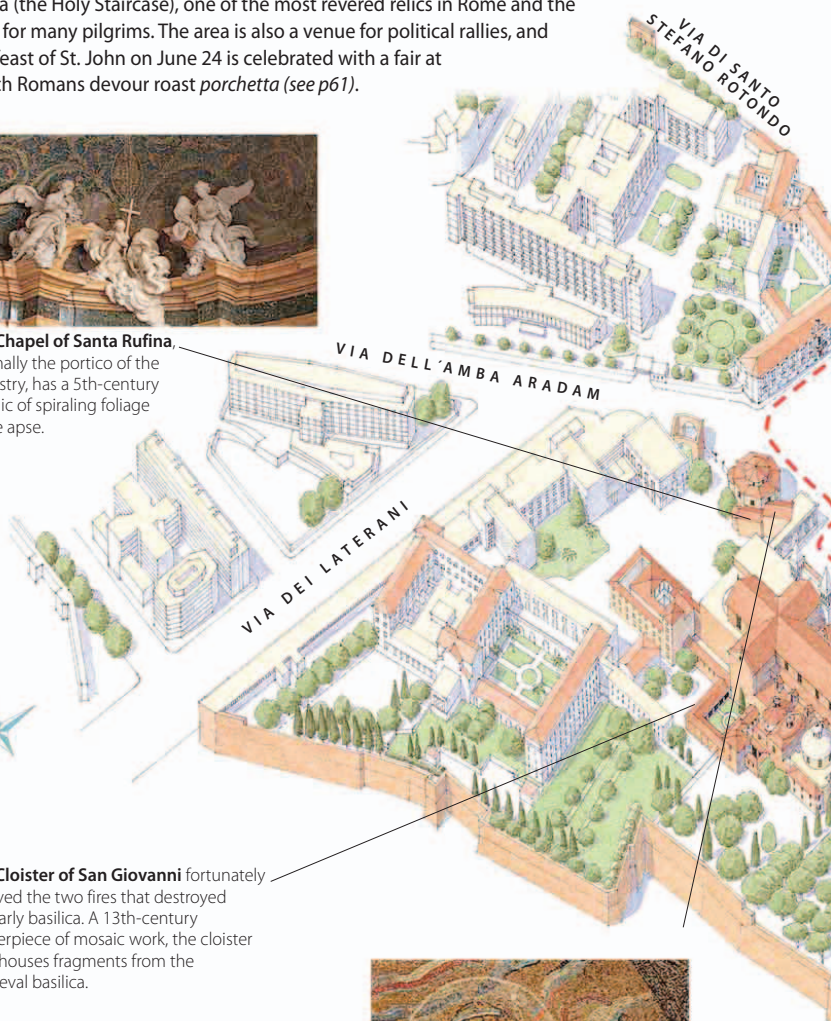 a (the Holy Staircase), one of the most revered relics in Rome and the
for many pilgrims. The area is also a venue for political rallies, and
east of St. John on June 24 is celebrated with a fair at
h Romans devour roast porchetta (see p61).
VIA DI SANTO
STEFANO ROTONDO
Chapel of Santa Rufina,
nally the portico of the
stry, has a 5th-century
ic of spiraling foliage
e apse.
VIA DELL'AMBA ARADAM
VIA DEI LATERANI
Cloister of San Giovanni fortunately
ved the two fires that destroyed
arly basilica. A 13th-century
erpiece of mosaic work, the cloister
houses fragments from the
eval basilica.